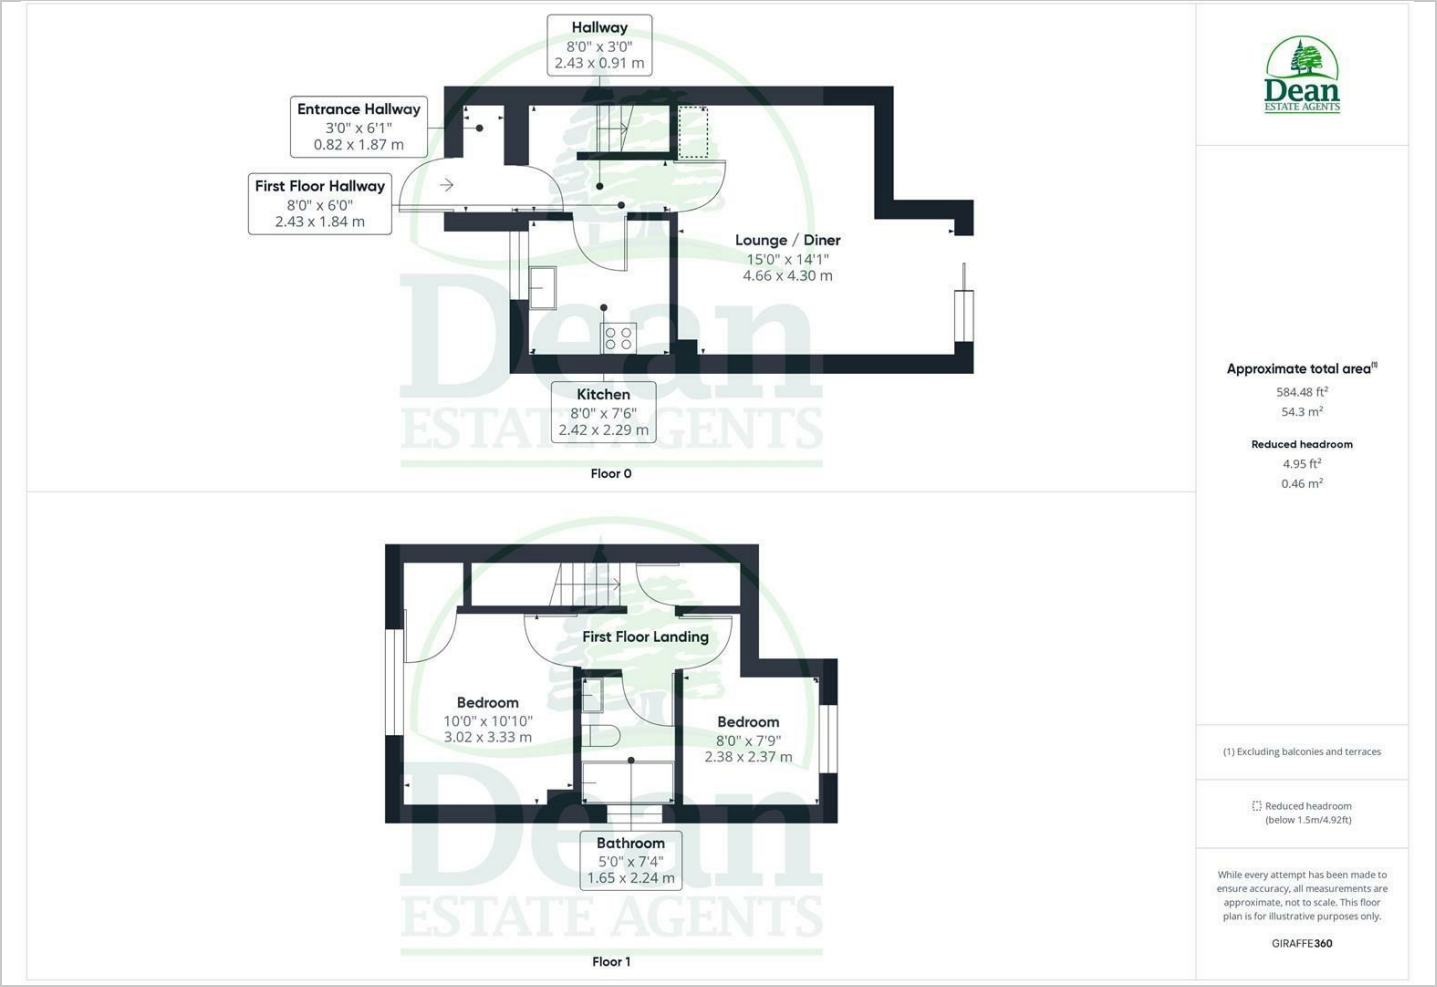 Hallway
8'0" x 3'0"
2.43 x 0.91 m
Entrance Hallway
3'0" x 6'1"
0.82 x 1.87 m
First Floor Hallway
8'0" x 6'0"
2.43 x 1.84 m
Lounge / Diner
15'0" x 14'1"
4.66 x 4.30 m
Kitchen
8'0" x 7'6"
2.42 x 2.29 m
Dean
ESTATE AGENTS
Floor 0
First Floor Landing
Bedroom
10'0" x 10'10"
3.02 x 3.33 m
Bedroom
8'0" x 7'9"
2.38 x 2.37 m
Bathroom
5'0" x 7'4"
1.65 x 2.24 m
Dean
ESTATE AGENTS
Floor 1
Dean
ESTATE AGENTS
Approximate total area(1)
584.48 ft²
54.3 m²
Reduced headroom
4.95 ft²
0.46 m²
(1) Excluding balconies and terraces
Reduced headroom
(below 1.5m/4.92ft)
While every attempt has been made to
ensure accuracy, all measurements are
approximate, not to scale. This floor
plan is for illustrative purposes only.
GIRAFFE360